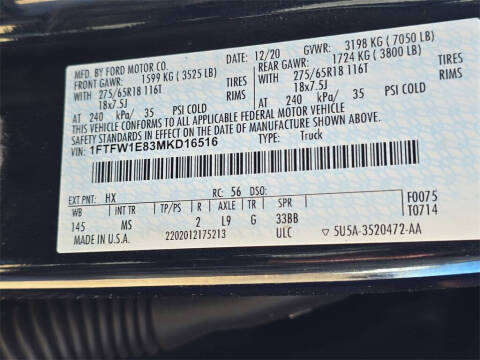 MFD. BY FORD MOTOR CO.
12/20 GVWR: 3198 KG ( 7050 LB)
FRONT GAWR: 1599 KG ( 3525 LB)
REAR GAWR: 1724 KG ( 3800 LB)
WITH 275/65R18 116T TIRES
WITH 275/65R18 116T TIRES
18x7.5J RIMS
18x7.5J RIMS
AT 240 kPa/ 35 PSI COLD
AT 240 kPa/ 35 PSI COLD
THIS VEHICLE CONFORMS TO ALL APPLICABLE FEDERAL MOTOR VEHICLE
SAFETY STANDARDS IN EFFECT ON THE DATE OF MANUFACTURE SHOWN ABOVE.
VIN: 1FTFW1E83MKD16516
TYPE: Truck
EXT PNT: HX RC: 56 DSO:
WB INT TR TP/PS R AXLE TR SPR
145 MS 2 L9 G 33BB
F0075
T0714
MADE IN U.S.A. 2202012175213 ULC ▽ 5U5A-3520472-AA